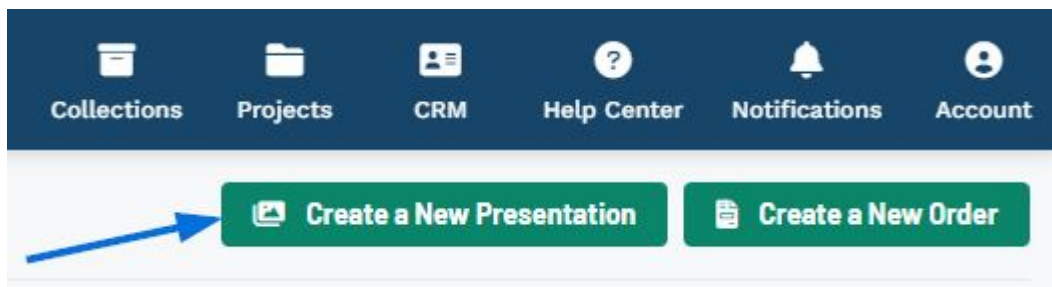 Collections Projects CRM Help Center Notifications Account
Create a New Presentation Create a New Order